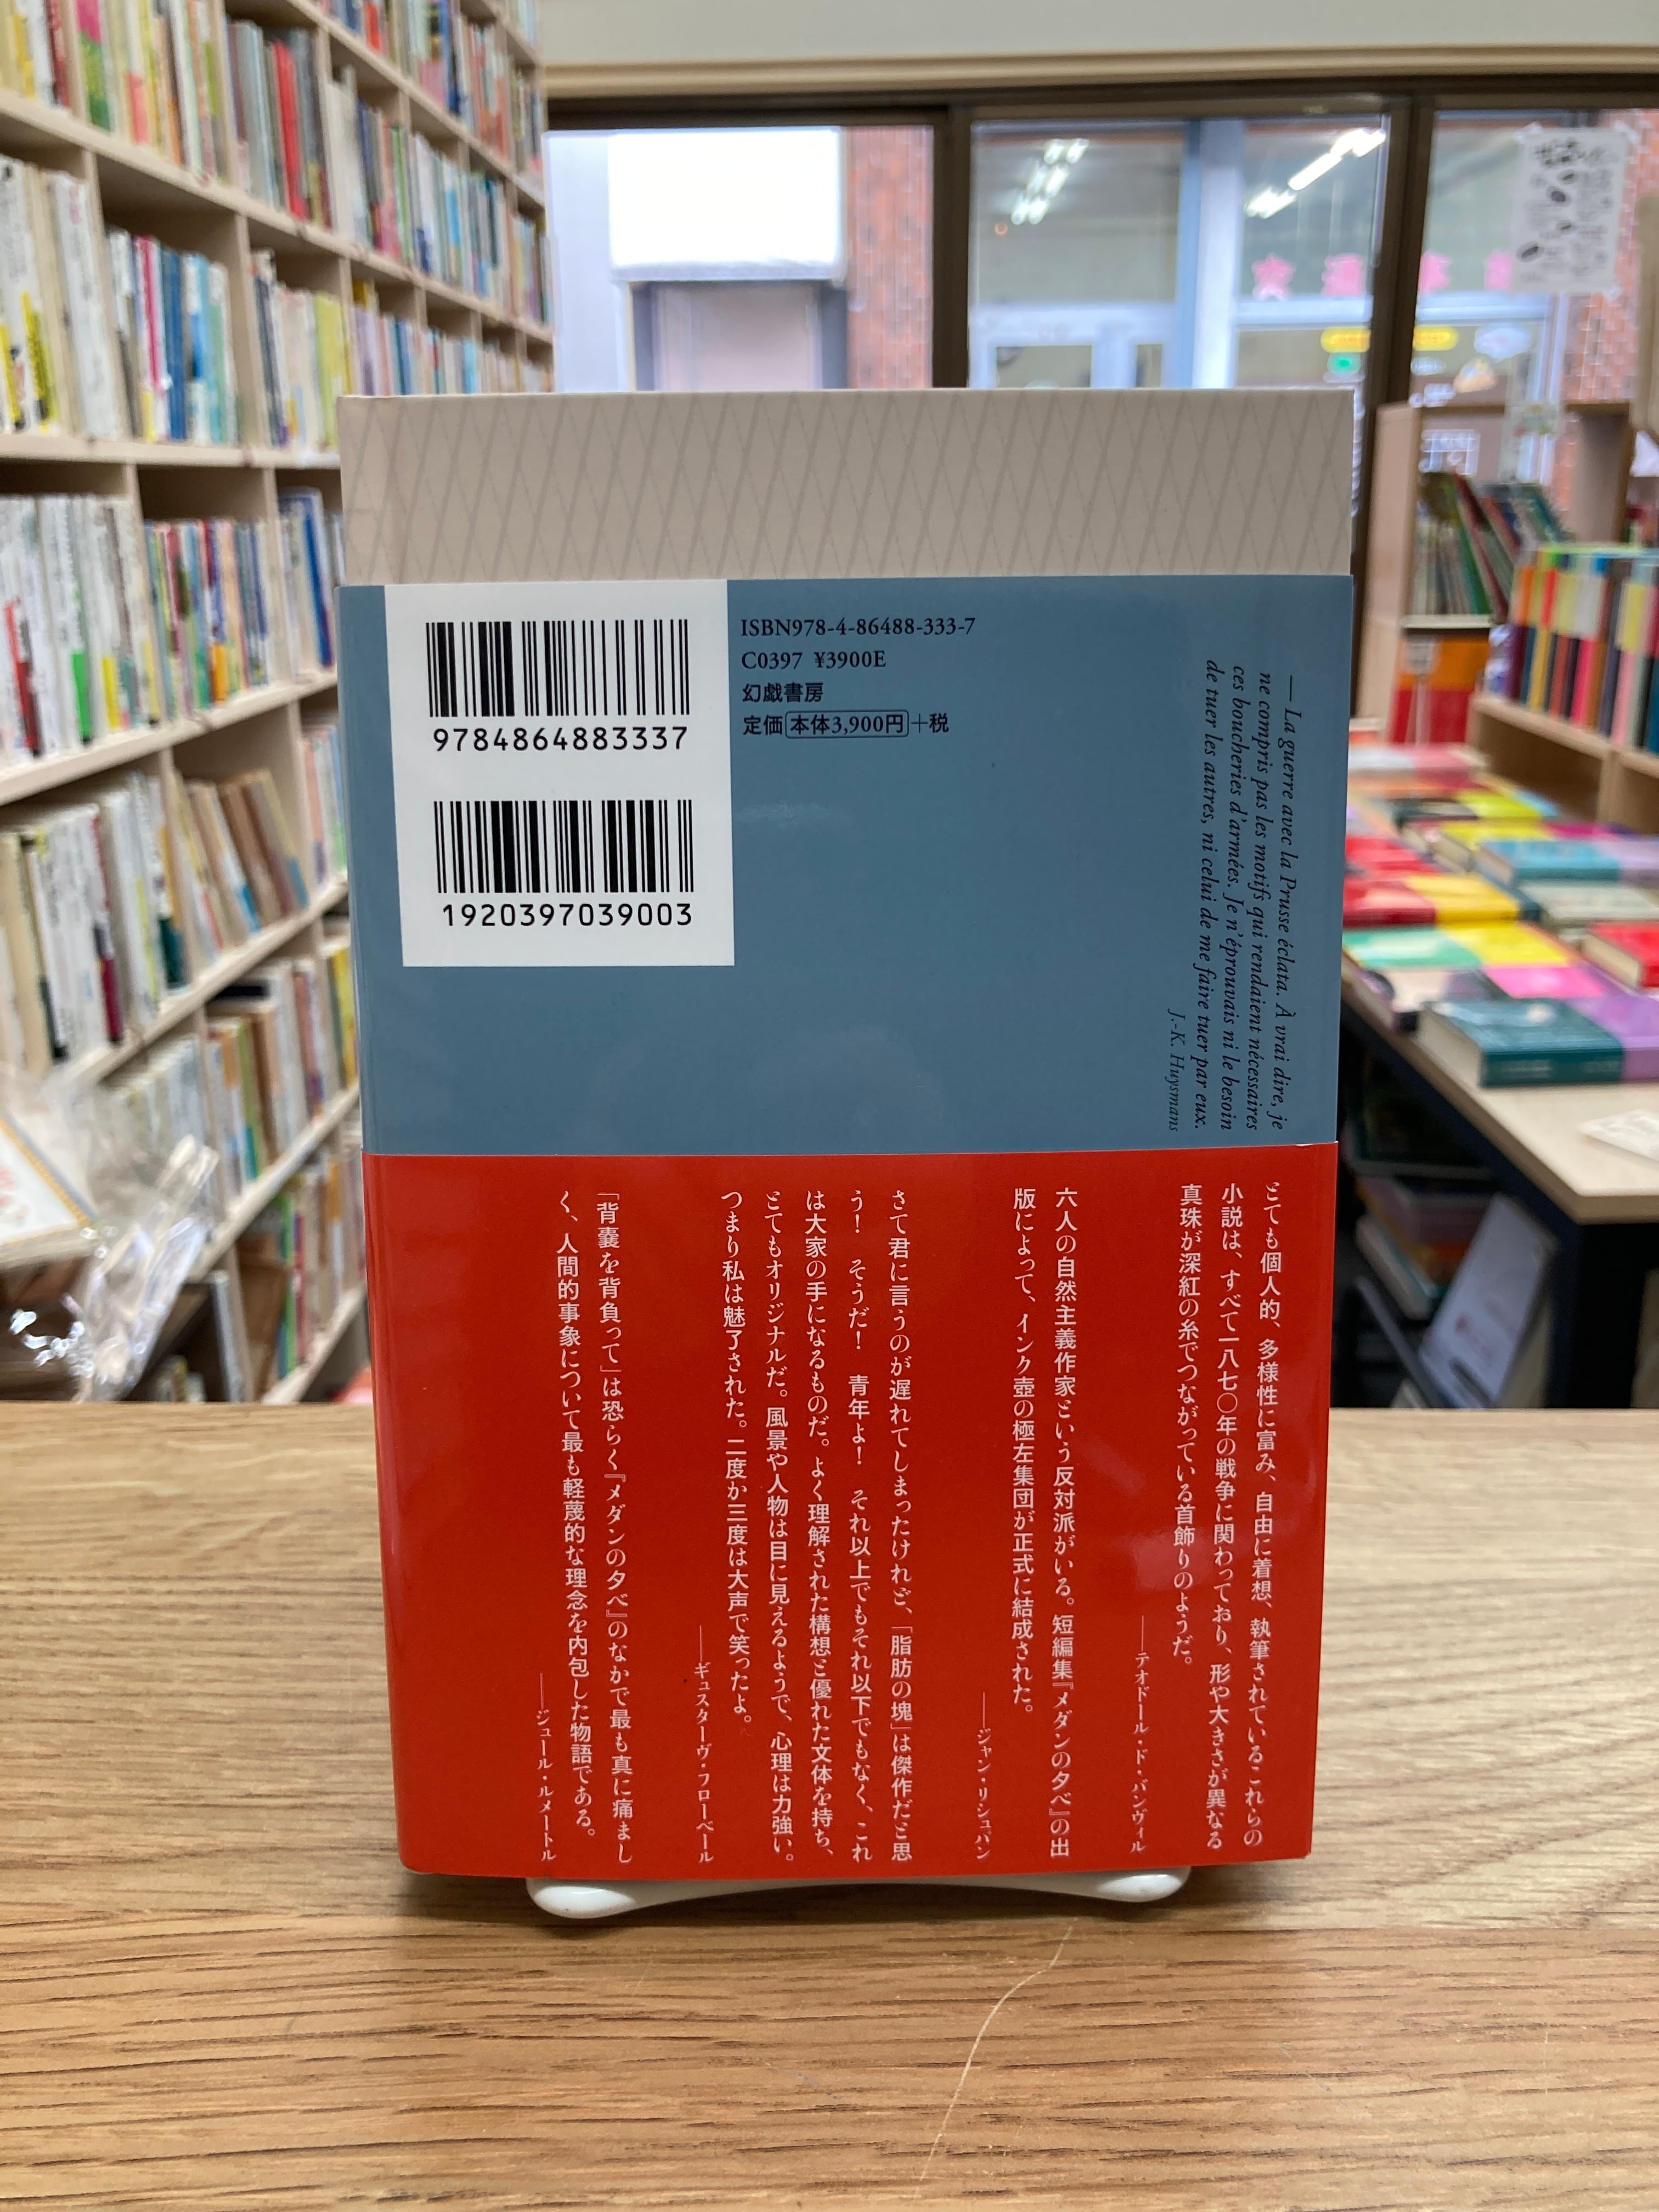 9784864883337
1920397039003
ISBN978-4-86488-333-7
C0397 ¥3900E
幻戯書房
定価 本体3,900円 +税
— La guerre avec la Prusse éclata. À vrai dire, je
ne compris pas les motifs qui rendaient nécessaires
ces boucheries d'armées. Je n'éprouvais ni le besoin
de tuer les autres, ni celui de me faire tuer par eux.
J.-K. Huysmans
とても個人的、多様性に富み、自由に着想、執筆されているこれらの
小説は、すべて一八七〇年の戦争に関わっており、形や大きさが異なる
真珠が深紅の糸でつながっている首飾りのようだ。
――テオドール・ド・バンヴィル
六人の自然主義作家という反対派がいる。短編集『メダンの夕べ』の出
版によって、インク壺の極左集団が正式に結成された。
――ジャン・リシュパン
さて君に言うのが遅れてしまったけれど、「脂肪の塊」は傑作だと思
う！　そうだ！　青年よ！　それ以上でもそれ以下でもなく、これ
は大家の手になるものだ。よく理解された構想と優れた文体を持ち、
とてもオリジナルだ。風景や人物は目に見えるようで、心理は力強い。
つまり私は魅了された。二度か三度は大声で笑ったよ。
――ギュスターヴ・フローベール
「背嚢を背負って」は恐らく『メダンの夕べ』のなかで最も真に痛まし
く、人間的事象について最も軽蔑的な理念を内包した物語である。
――ジュール・ルメートル